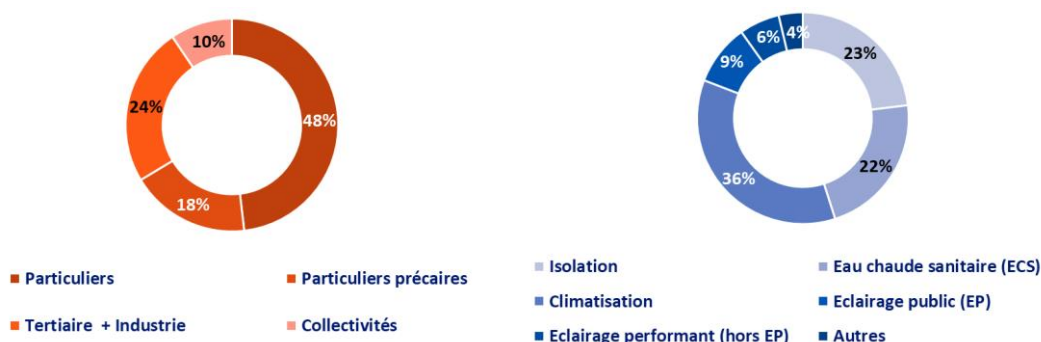 10%
24%
48%
18%
Particuliers
Particuliers précaires
Tertiaire + Industrie
Collectivités
4%
6%
9%
23%
36%
22%
Isolation
Eau chaude sanitaire (ECS)
Climatisation
Eclairage public (EP)
Eclairage performant (hors EP)
Autres